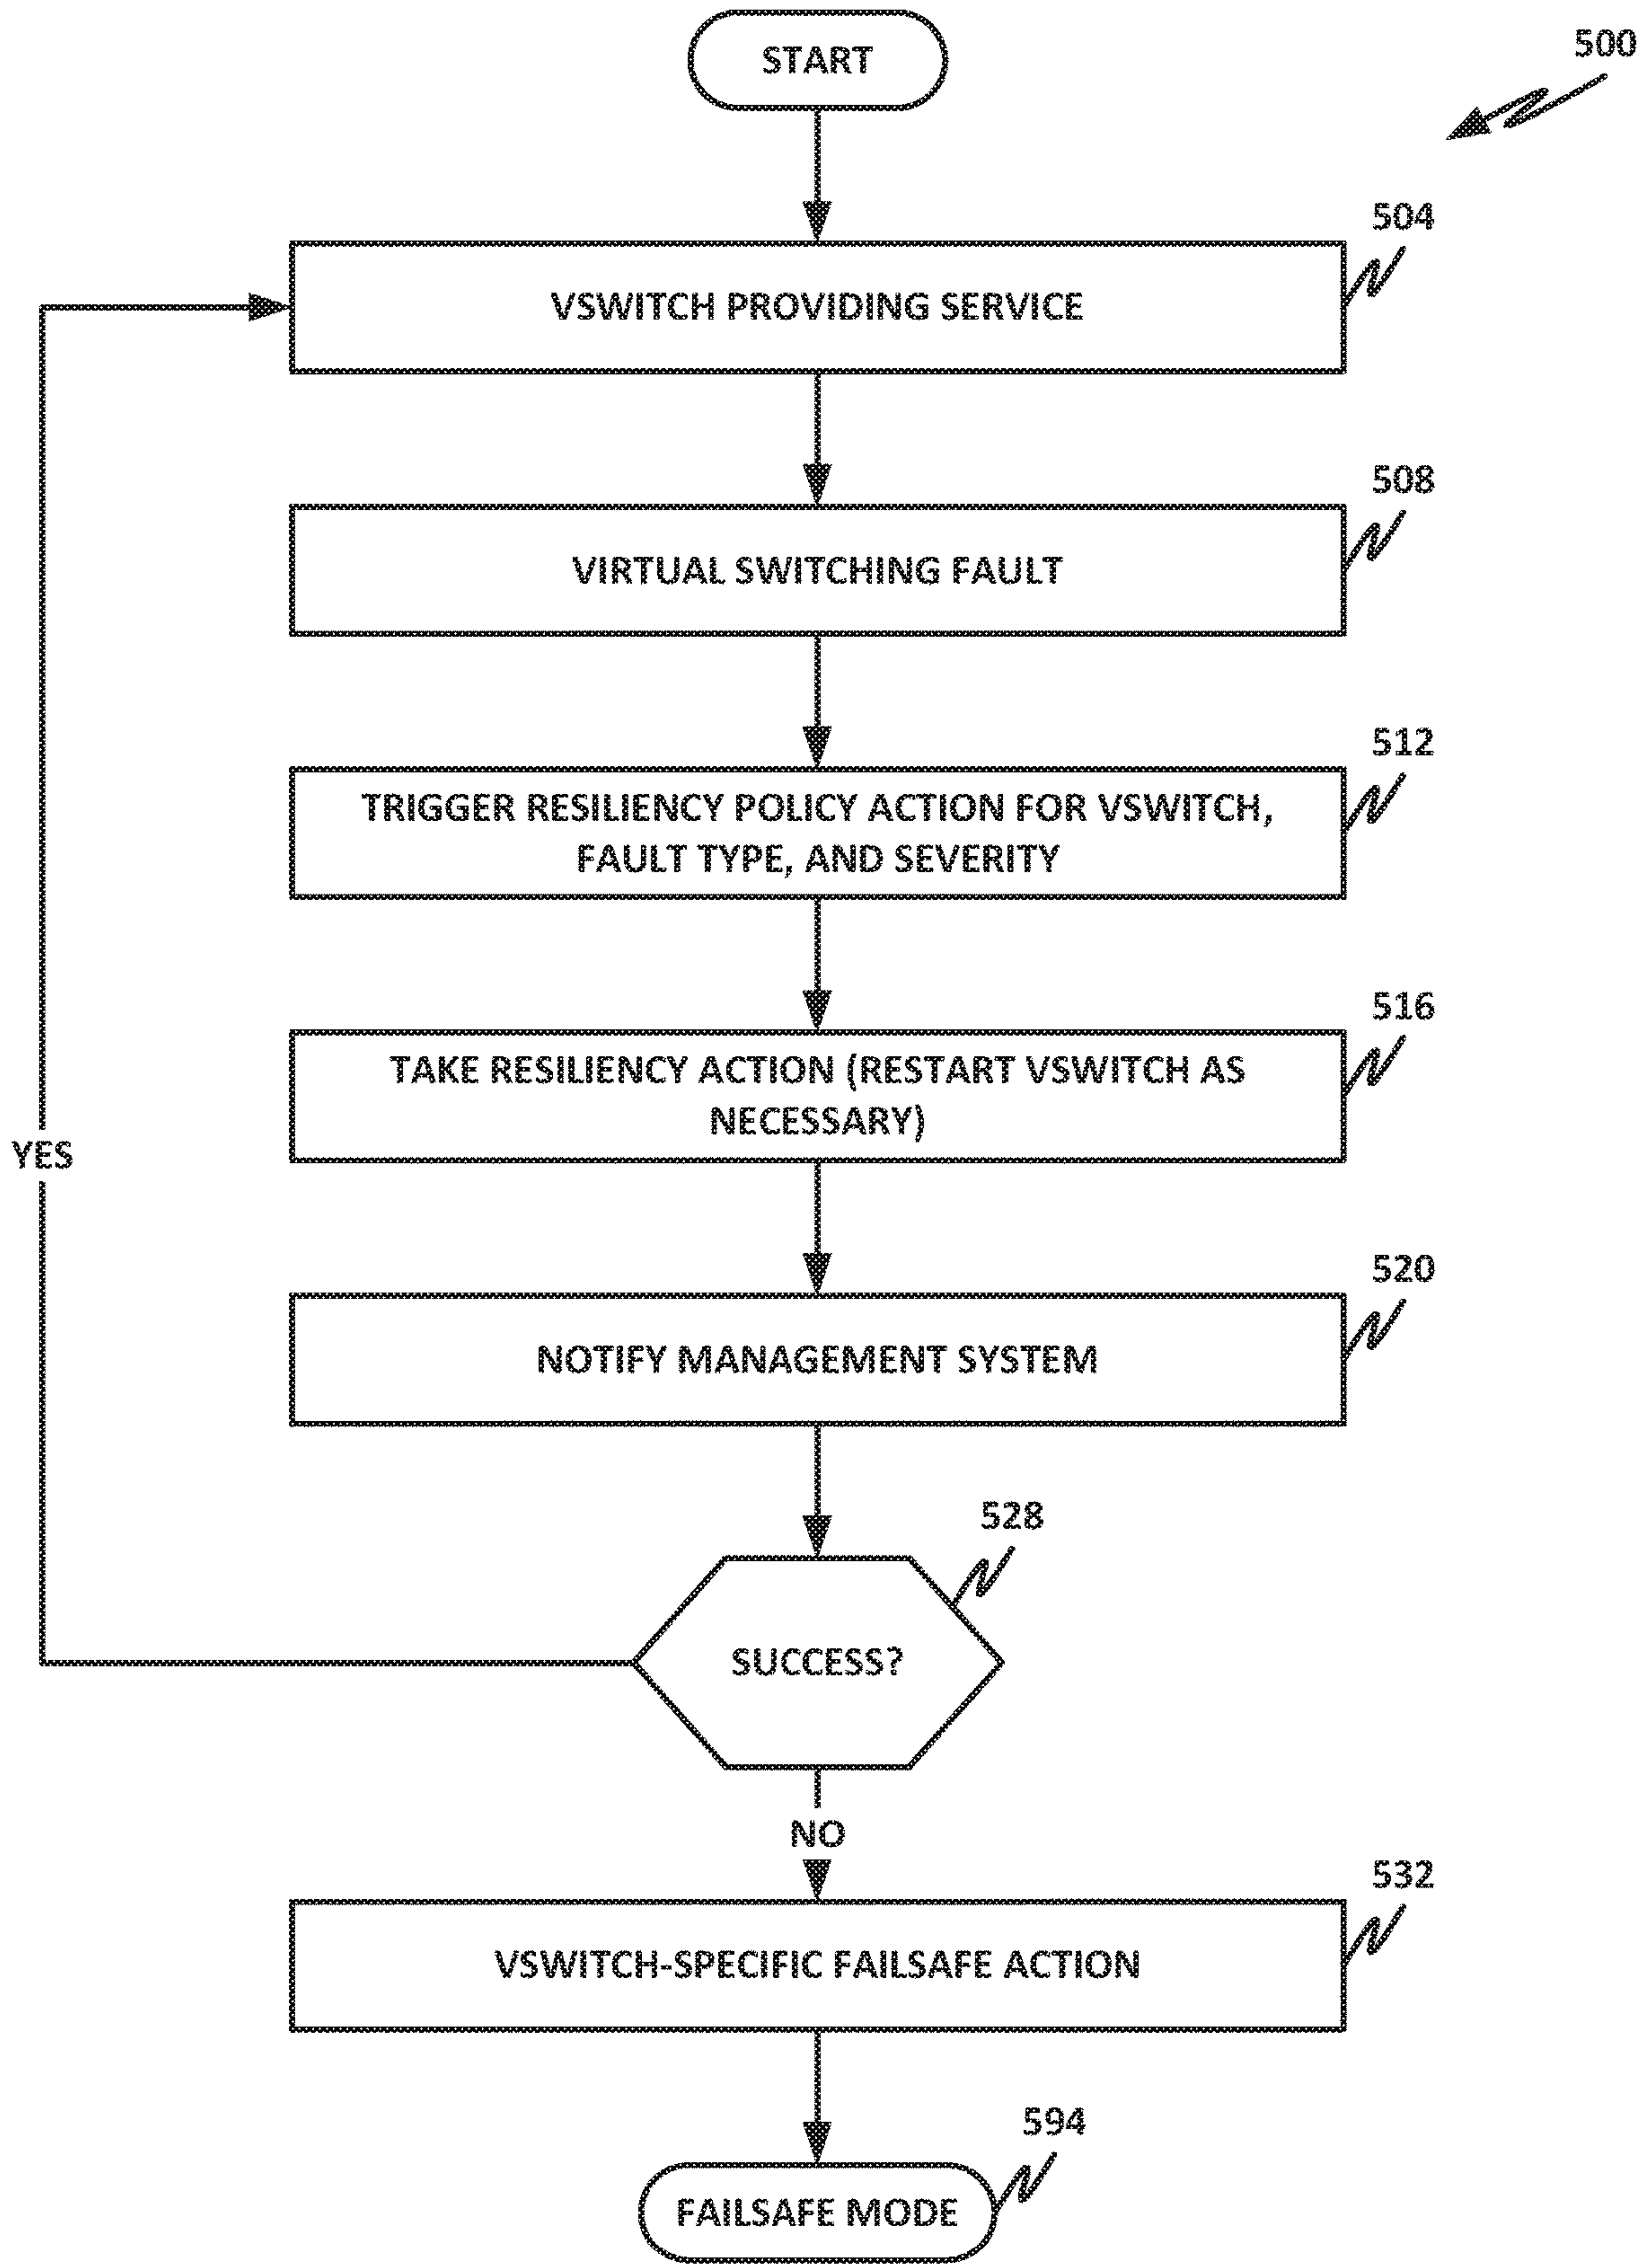 START
500
504
VSWITCH PROVIDING SERVICE
508
VIRTUAL SWITCHING FAULT
512
TRIGGER RESILIENCY POLICY ACTION FOR VSWITCH,
FAULT TYPE, AND SEVERITY
516
TAKE RESILIENCY ACTION (RESTART VSWITCH AS
NECESSARY)
YES
520
NOTIFY MANAGEMENT SYSTEM
528
SUCCESS?
NO
532
VSWITCH-SPECIFIC FAILSAFE ACTION
594
FAILSAFE MODE